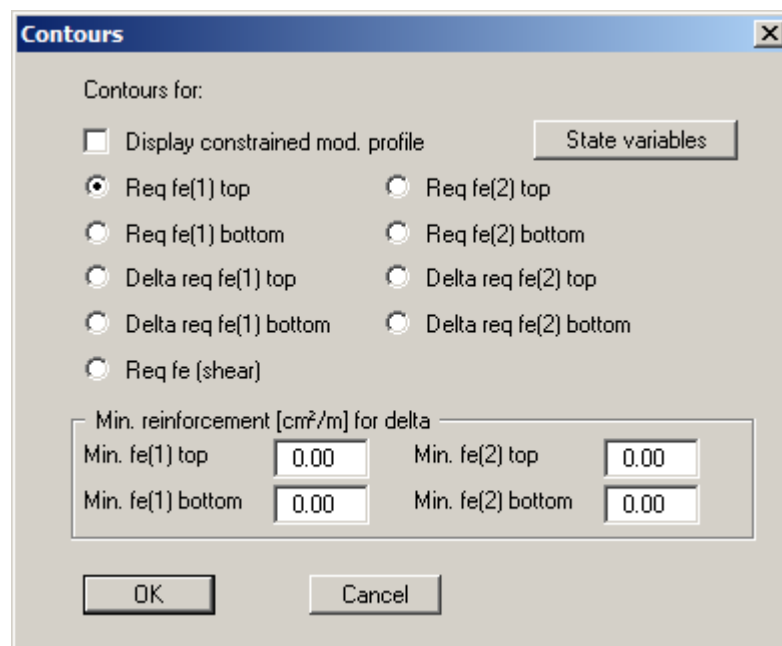 Contours
Contours for:
Display constrained mod. profile State variables
Req fe(1) top Req fe(2) top
Req fe(1) bottom Req fe(2) bottom
Delta req fe(1) top Delta req fe(2) top
Delta req fe(1) bottom Delta req fe(2) bottom
Req fe (shear)
Min. reinforcement [cm²/m] for delta
Min. fe(1) top 0.00 Min. fe(2) top 0.00
Min. fe(1) bottom 0.00 Min. fe(2) bottom 0.00
OK Cancel